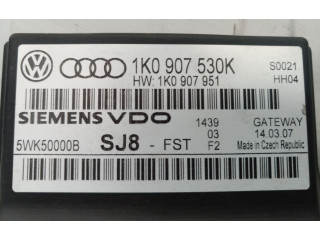 1K0 907 530K S0021
HW: 1K0 907 951 HH04
SIEMENS VDO 1439 GATEWAY
03 14.03.07
5WK50000B SJ8 - FST F2 Made in Czech Republic